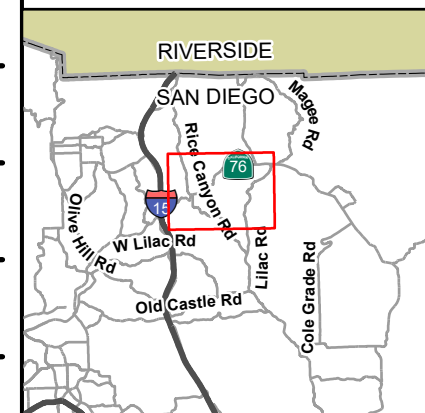 RIVERSIDE
SAN DIEGO
Magee Rd
Rice Canyon Rd
76
15
Olive Hill Rd
W Lilac Rd
Lilac Rd
Cole Grade Rd
Old Castle Rd